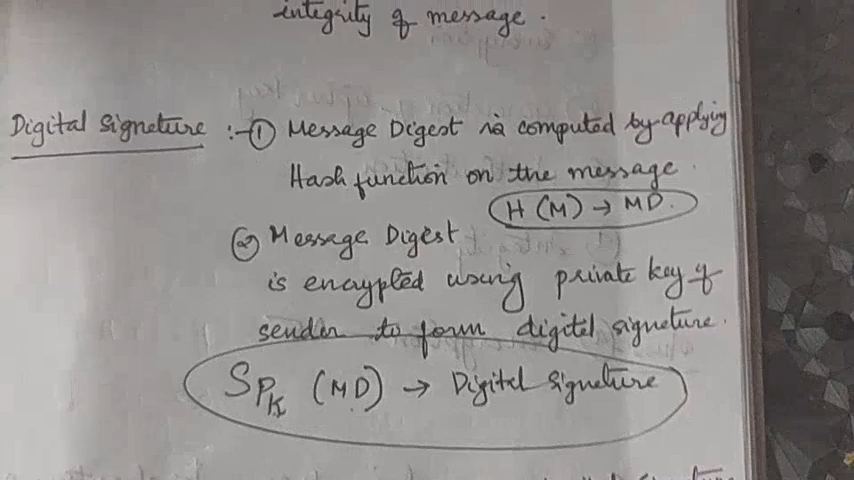 integrity of message.
Digital Signature :- ① Message Digest is computed by applying
Hash function on the message.
H (M) → MD.
② Message Digest
is encrypted using private key of
sender to form digital signature.
SPK (MD) → Digital Signature